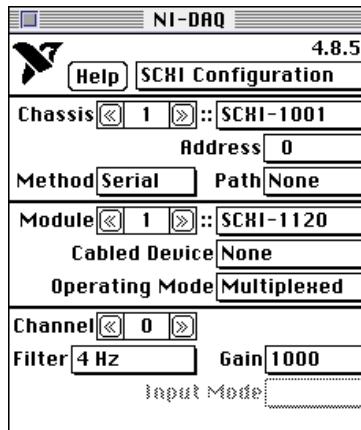 NI-DAQ
4.8.5
Help SCXI Configuration
Chassis 1 :: SCXI-1001
Address 0
Method Serial Path None
Module 1 :: SCXI-1120
Cabled Device None
Operating Mode Multiplexed
Channel 0
Filter 4 Hz Gain 1000
Input Mode